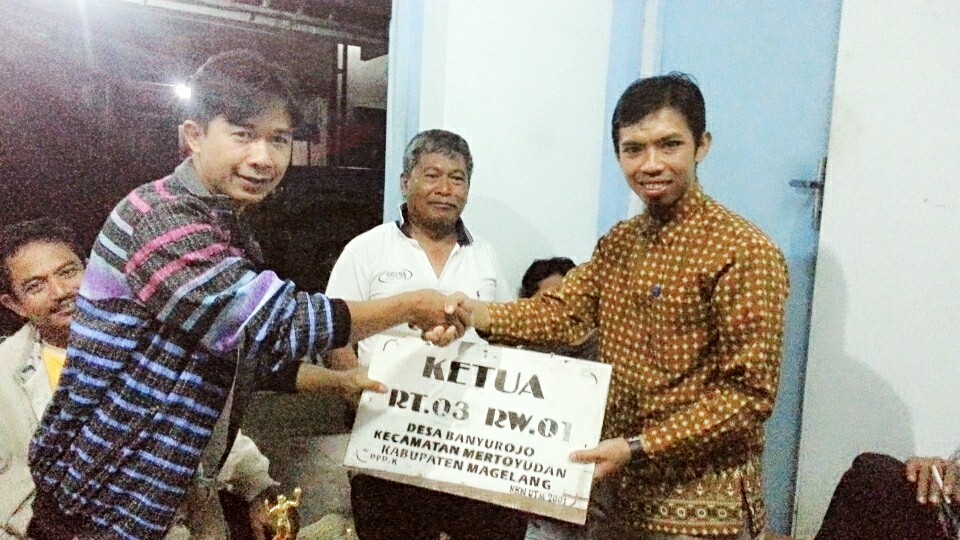 KETUA
RT.03 RW.01
DESA BANYUROJO
KECAMATAN MERTOYUDAN
KABUPATEN MAGELANG